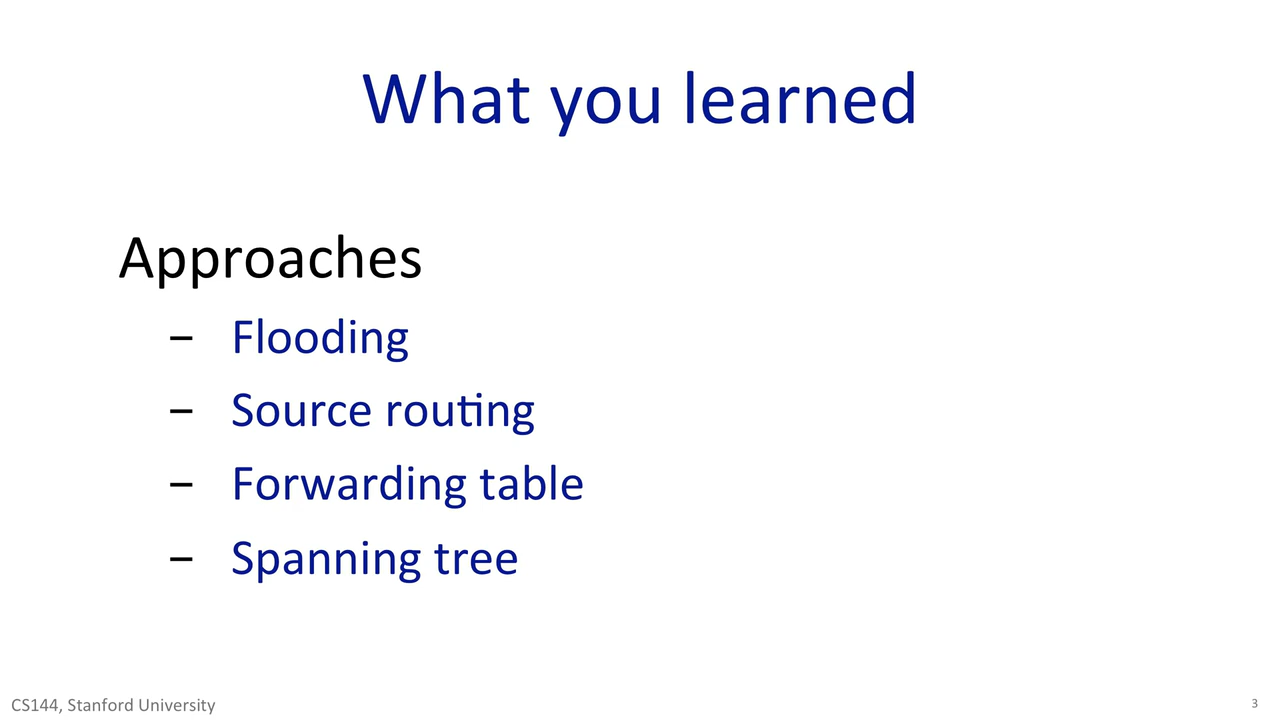 What you learned
Approaches
– Flooding
– Source routing
– Forwarding table
– Spanning tree
CS144, Stanford University
3